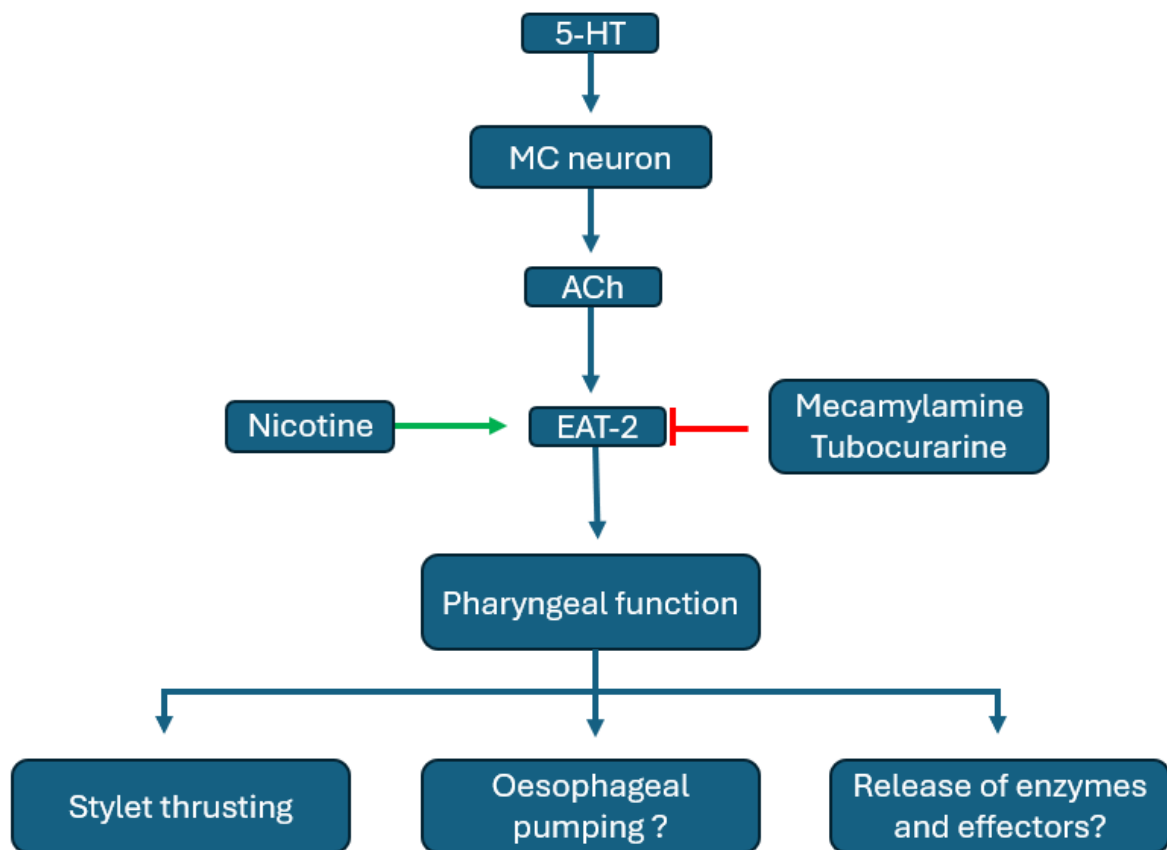 5-HT
MC neuron
ACh
Nicotine
EAT-2
Mecamylamine
Tubocurarine
Pharyngeal function
Stylet thrusting
Oesophageal
pumping ?
Release of enzymes
and effectors?